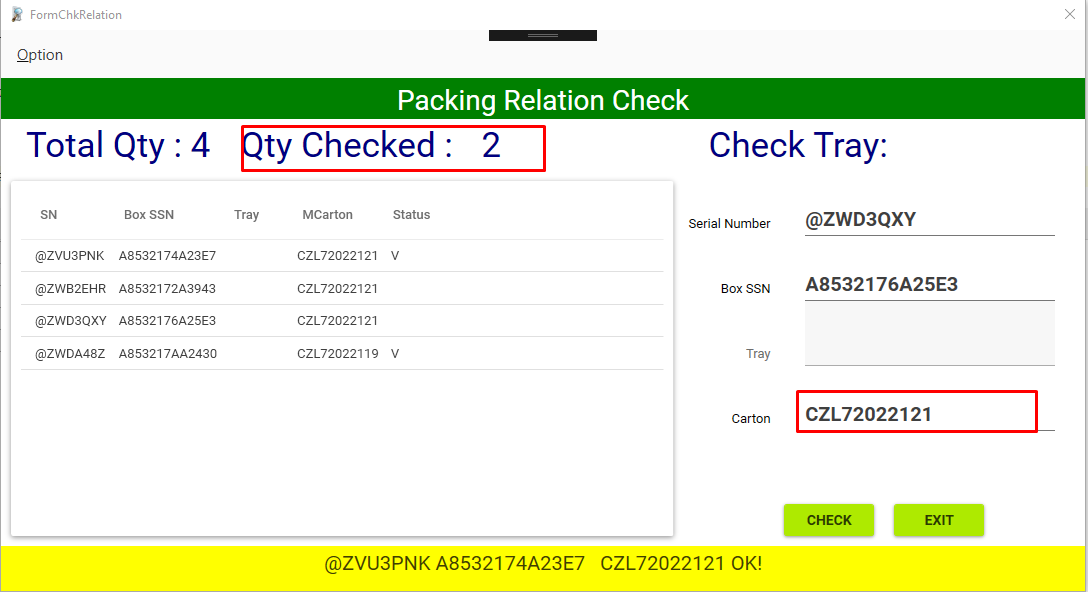 FormChkRelation
Option
Packing Relation Check
Total Qty : 4 Qty Checked : 2 Check Tray:
SN Box SSN Tray MCarton Status
@ZVU3PNK A8532174A23E7 CZL72022121 V
@ZWB2EHR A8532172A3943 CZL72022121
@ZWD3QXY A8532176A25E3 CZL72022121
@ZWDA48Z A853217AA2430 CZL72022119 V
Serial Number @ZWD3QXY
Box SSN A8532176A25E3
Tray
Carton CZL72022121
CHECK EXIT
@ZVU3PNK A8532174A23E7 CZL72022121 OK!